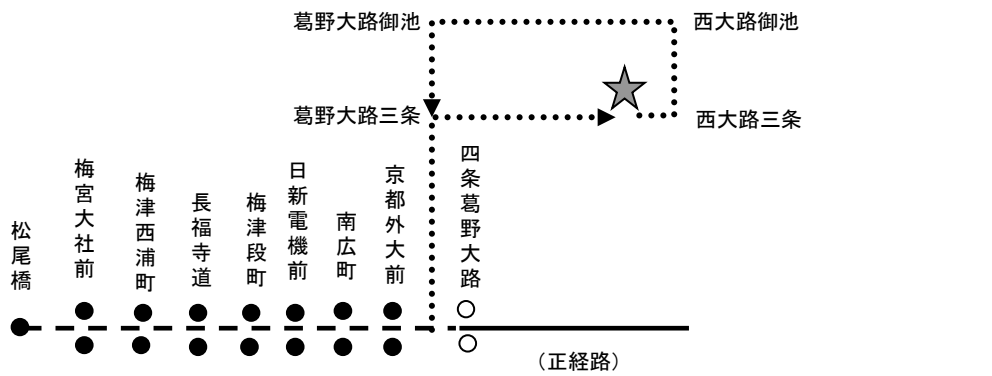 葛野大路御池
西大路御池
葛野大路三条
西大路三条
松尾橋
梅宮大社前
梅津西浦町
長福寺道
梅津段町
日新電機前
南広町
京都外大前
四条葛野大路
（正経路）